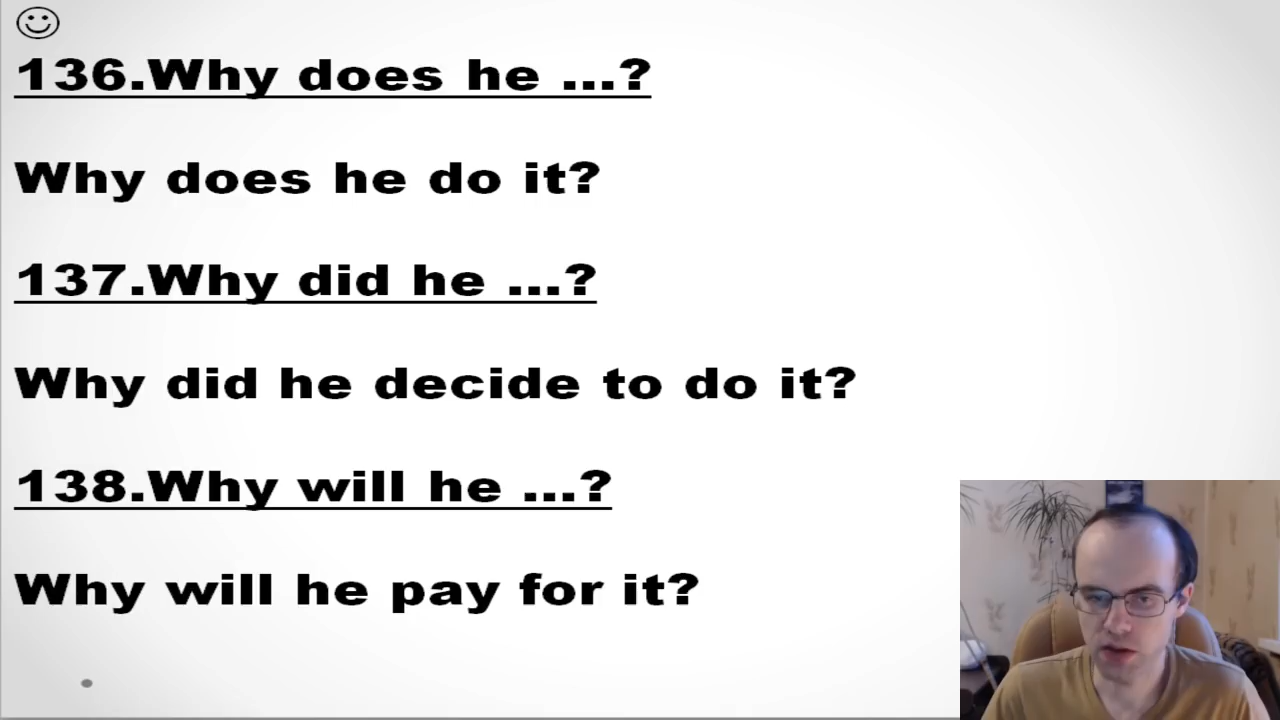 136.Why does he ...?
Why does he do it?
137.Why did he ...?
Why did he decide to do it?
138.Why will he ...?
Why will he pay for it?